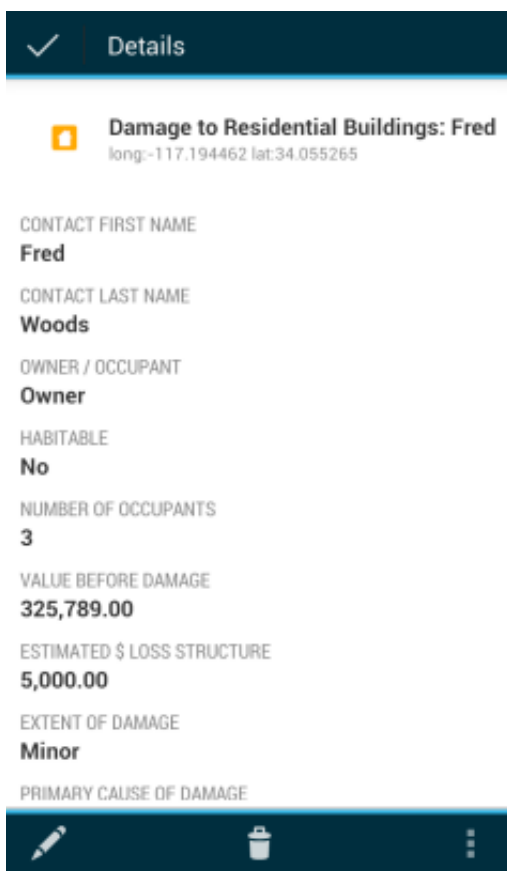 Details
Damage to Residential Buildings: Fred
long:-117.194462 lat:34.055265
CONTACT FIRST NAME
Fred
CONTACT LAST NAME
Woods
OWNER / OCCUPANT
Owner
HABITABLE
No
NUMBER OF OCCUPANTS
3
VALUE BEFORE DAMAGE
325,789.00
ESTIMATED $ LOSS STRUCTURE
5,000.00
EXTENT OF DAMAGE
Minor
PRIMARY CAUSE OF DAMAGE